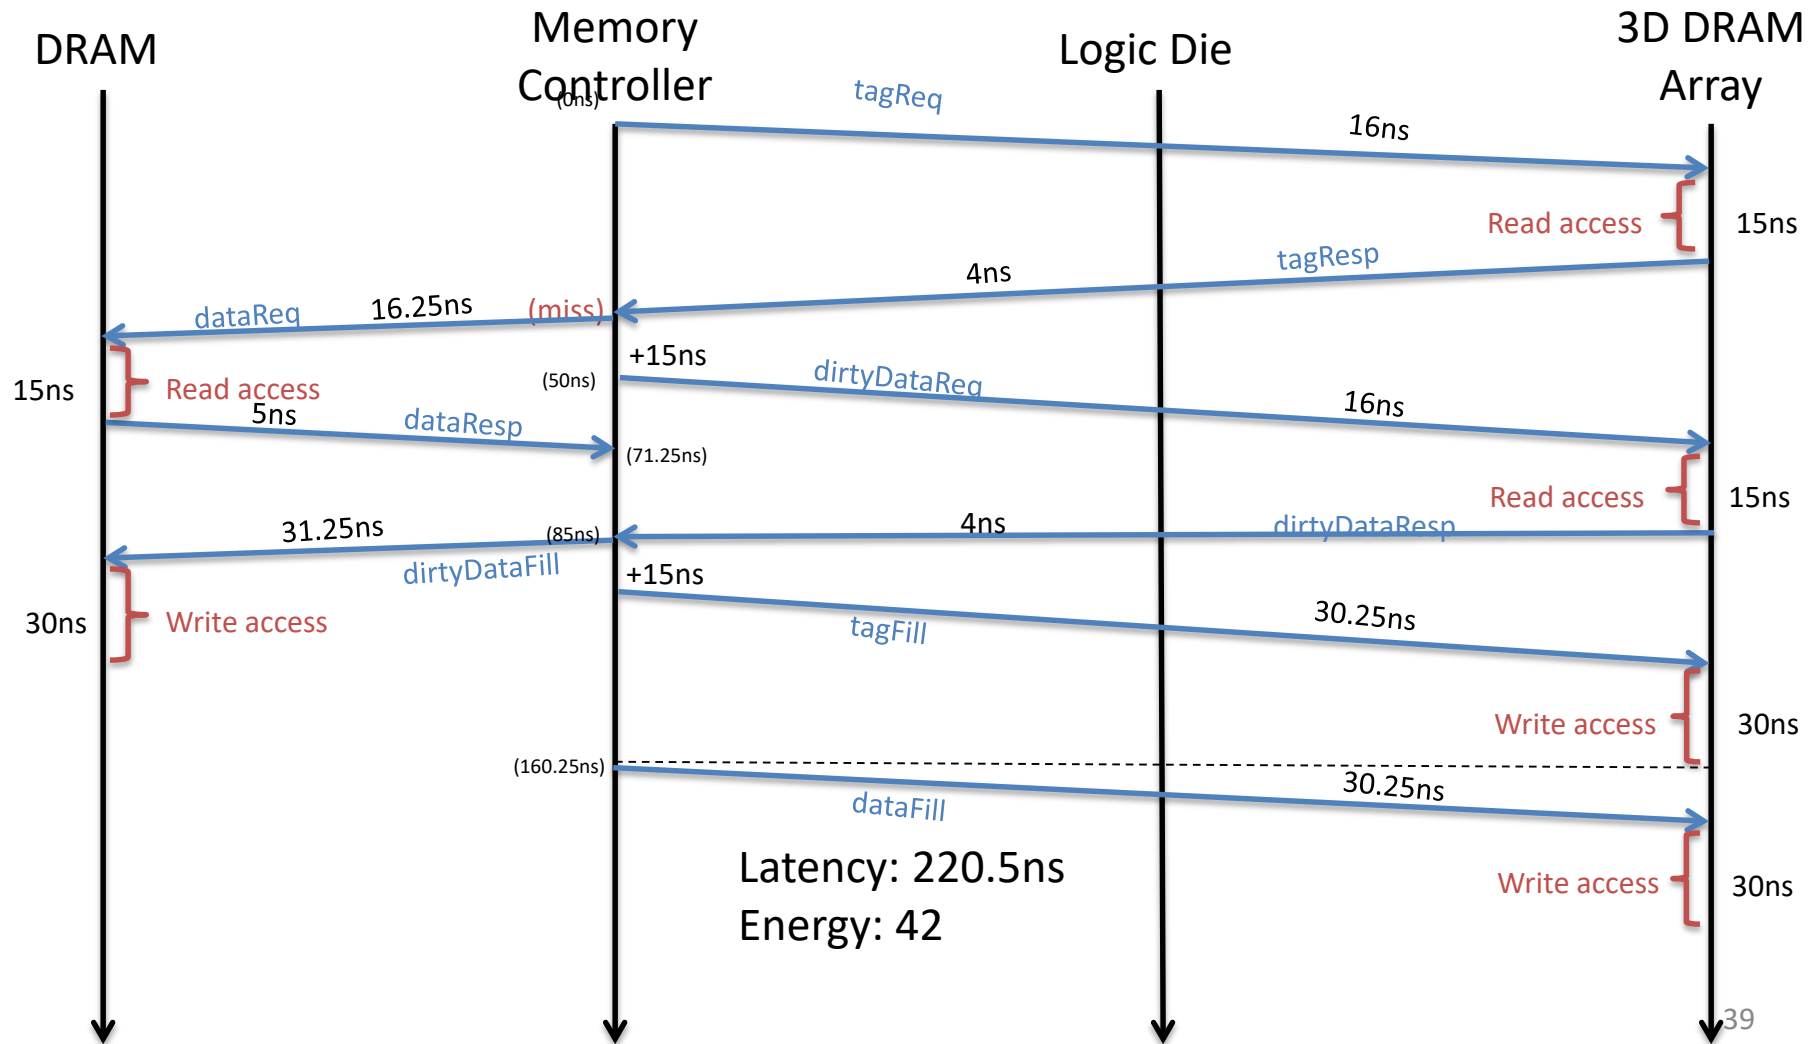 DRAM
Memory
Controller
Logic Die
3D DRAM
Array
(0ns)
tagReq
16ns
Read access
15ns
tagResp
4ns
(miss)
16.25ns
dataReq
+15ns
(50ns)
dirtyDataReq
16ns
15ns
Read access
5ns
dataResp
(71.25ns)
Read access
15ns
31.25ns
(85ns)
4ns
dirtyDataResp
dirtyDataFill
+15ns
30.25ns
tagFill
30ns
Write access
Write access
30ns
(160.25ns)
30.25ns
dataFill
Latency: 220.5ns
Energy: 42
Write access
30ns
39